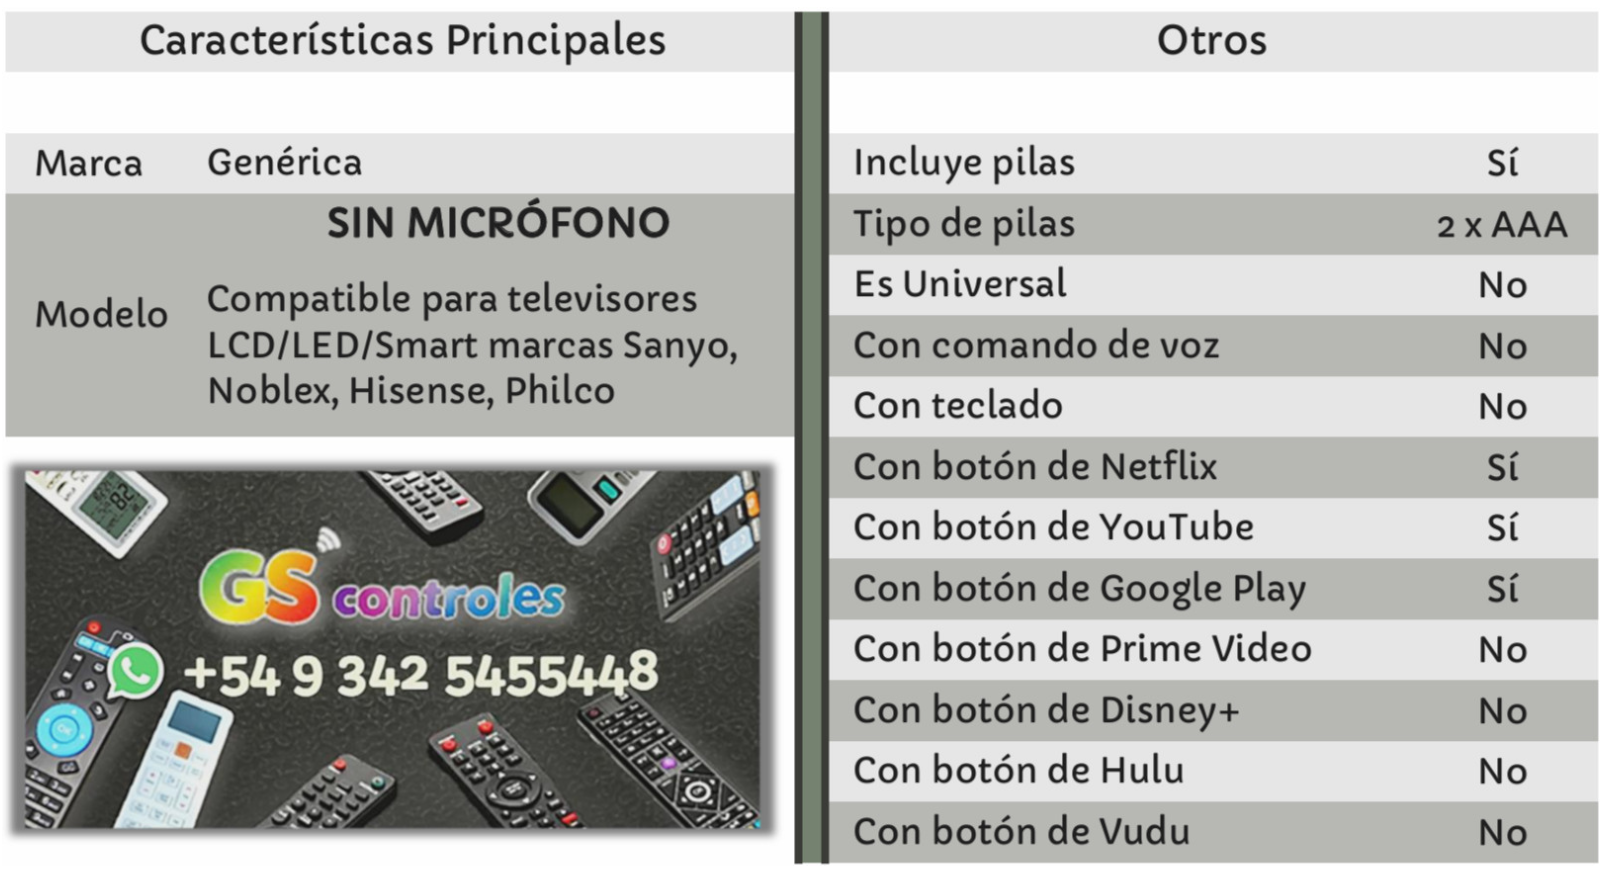 Características Principales
Marca Genérica
SIN MICRÓFONO
Modelo
Compatible para televisores
LCD/LED/Smart marcas Sanyo,
Noblex, Hisense, Philco
GS controles
+54 9 342 5455448
Otros
Incluye pilas Sí
Tipo de pilas 2 x AAA
Es Universal No
Con comando de voz No
Con teclado No
Con botón de Netflix Sí
Con botón de YouTube Sí
Con botón de Google Play Sí
Con botón de Prime Video No
Con botón de Disney+ No
Con botón de Hulu No
Con botón de Vudu No